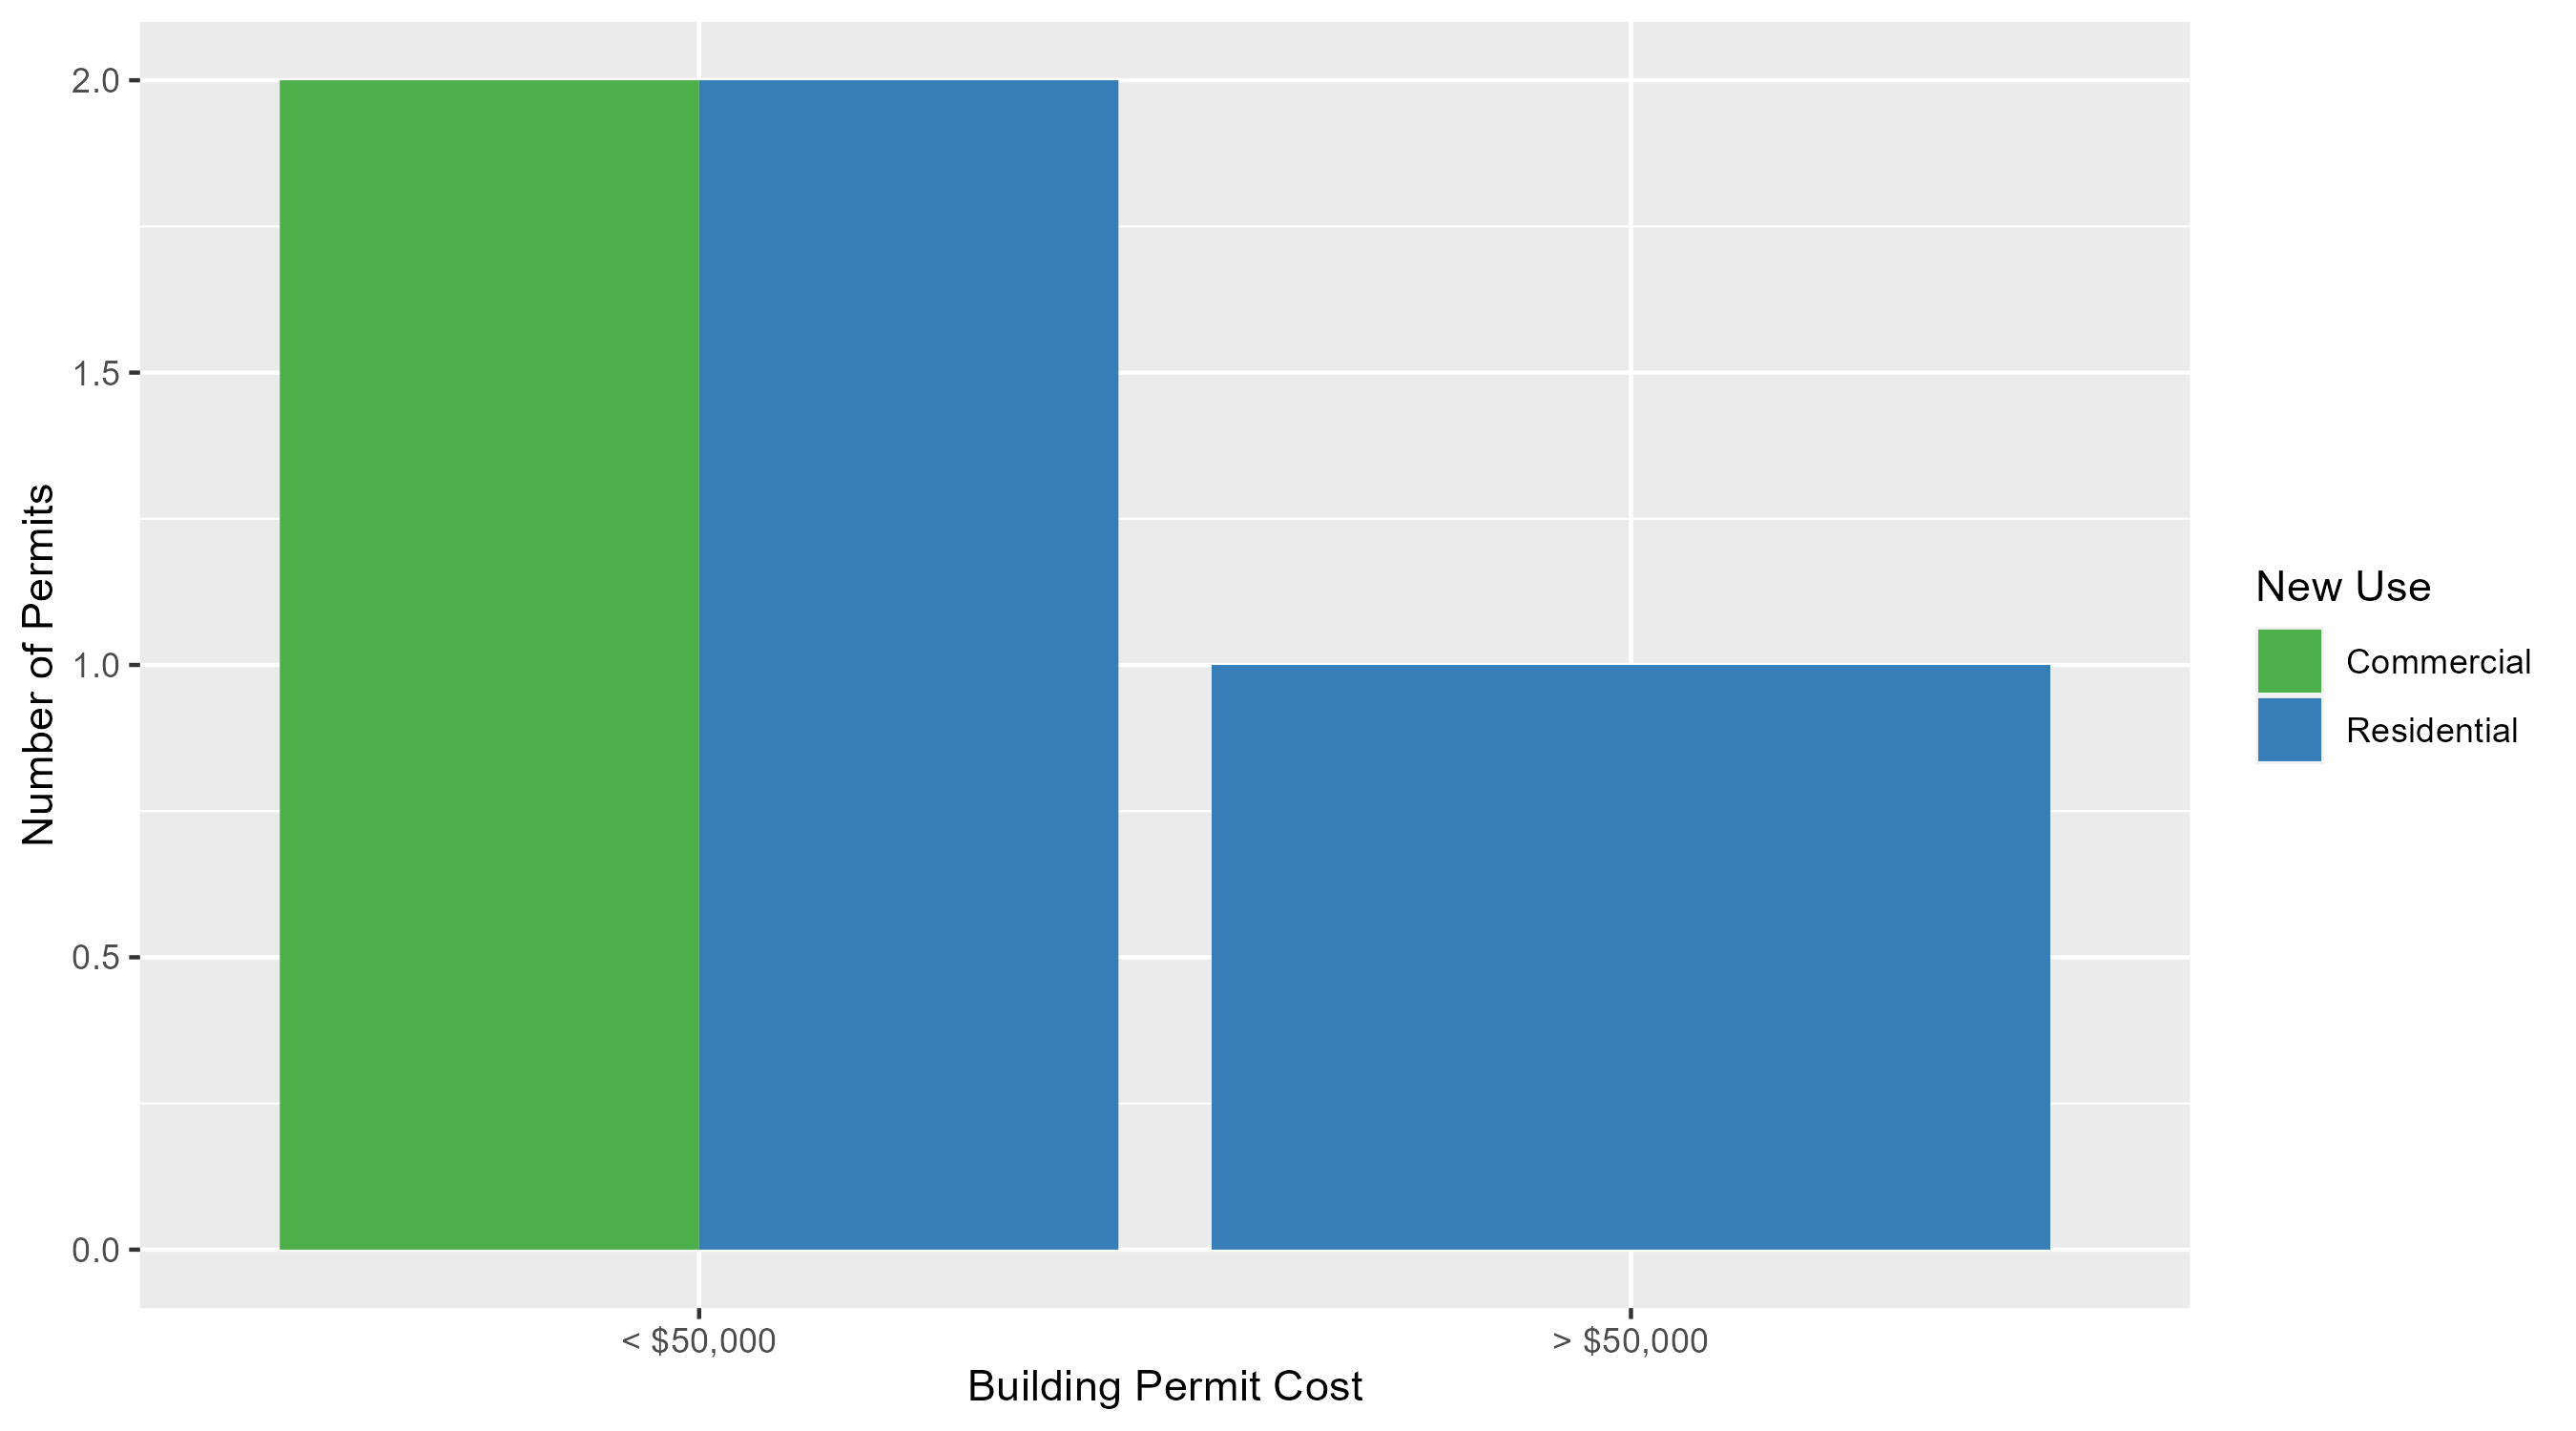 2.0
1.5
1.0
0.5
0.0
Number of Permits
< $50,000
> $50,000
Building Permit Cost
New Use
Commercial
Residential